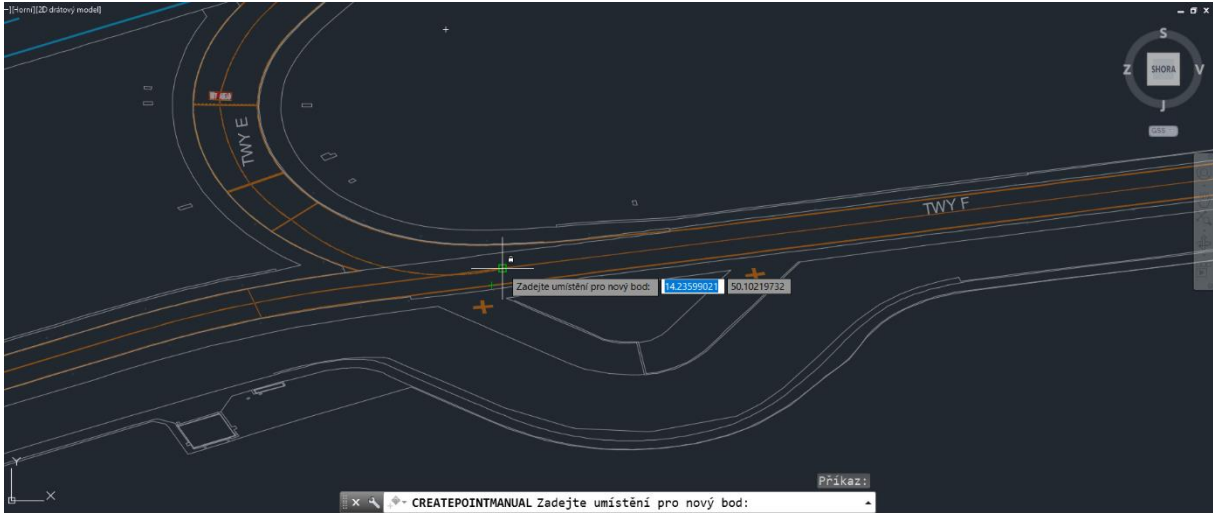 –][Horní][2D drátový model]
S
Z
SHORA
V
J
GSS
TWY E
TWY F
Zadejte umístění pro nový bod: 14.23599021 50.10219732
Y
X
Příkaz:
CREATEPOINTMANUAL Zadejte umístění pro nový bod: